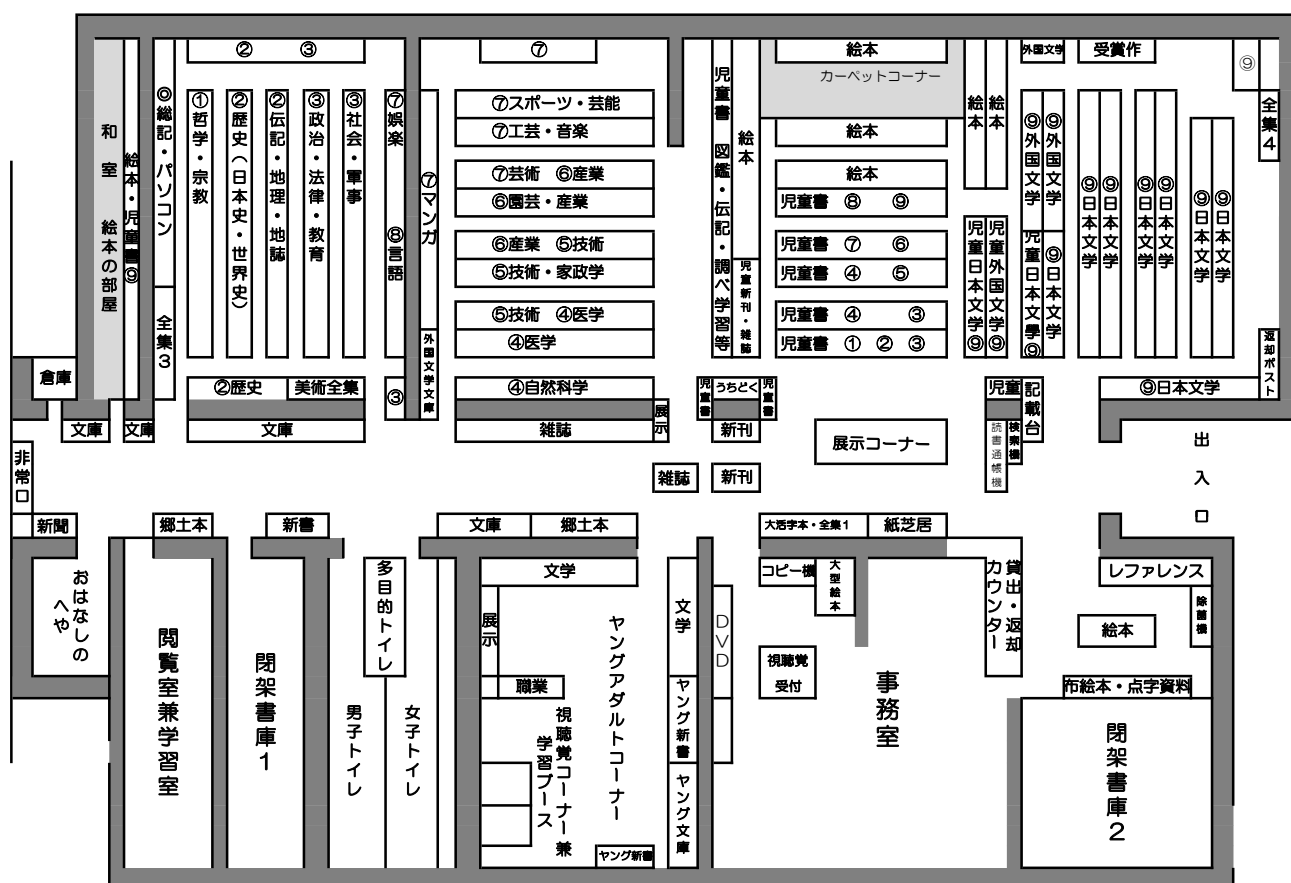 ② ③
⑦
絵本
カーペットコーナー
外国文学
受賞作
⑨
和室 絵本の部屋
絵本・児童書⑨
◎総記・パソコン
全集3
①哲学・宗教
②歴史(日本史・世界史)
②伝記・地理・地誌
③政治・法律・教育
③社会・軍事
⑦娯楽 ⑧言語
⑦マンガ
外国文学文庫
⑦スポーツ・芸能
⑦工芸・音楽
⑦芸術 ⑥産業
⑥園芸・産業
⑥産業 ⑤技術
⑤技術・家政学
⑤技術 ④医学
④医学
児童書 図鑑・伝記・調べ学習等
絵本
児童新刊・雑誌
絵本
絵本
児童書 ⑧ ⑨
児童書 ⑦ ⑥
児童書 ④ ⑤
児童書 ④ ③
児童書 ① ② ③
絵本
絵本
児童日本文学⑨
児童外国文学⑨
⑨外国文学
⑨外国文学
児童日本文學⑨
⑨日本文学
⑨日本文学
⑨日本文学
⑨日本文学
⑨日本文学
⑨日本文学
⑨日本文学
全集4
返却ポスト
倉庫
②歴史
美術全集
③
④自然科学
児童書
うちどく
児童書
児童
記載台
⑨日本文学
文庫
文庫
文庫
雑誌
展示
新刊
展示コーナー
読書通帳機
検索機
出入口
非常口
雑誌
新刊
新聞
郷土本
新書
文庫
郷土本
大活字本・全集1
紙芝居
おはなしの
へや
閲覧室兼学習室
閉架書庫1
多目的トイレ
男子トイレ
女子トイレ
文学
展示
職業
視聴覚コーナー兼
学習ブース
ヤングアダルトコーナー
ヤング新書
文学
ヤング新書
ヤング文庫
DVD
コピー機
大型絵本
視聴覚
受付
事務室
貸出・返却
カウンター
レファレンス
除菌機
絵本
布絵本・点字資料
閉架書庫2